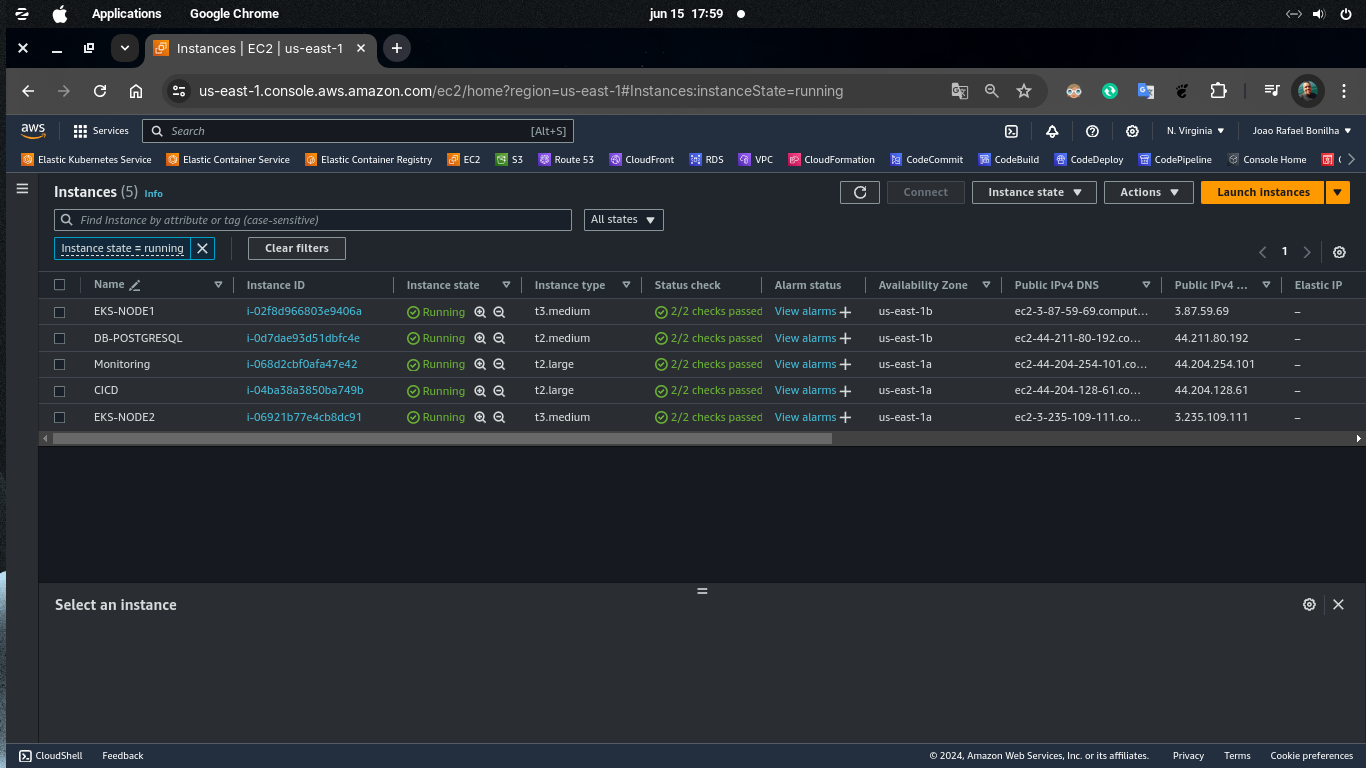 Applications Google Chrome jun 15 17:59
Instances | EC2 | us-east-1
us-east-1.console.aws.amazon.com/ec2/home?region=us-east-1#Instances:instanceState=running
aws Services Search [Alt+S] N. Virginia Joao Rafael Bonilha
Elastic Kubernetes Service Elastic Container Service Elastic Container Registry EC2 S3 Route 53 CloudFront RDS VPC CloudFormation CodeCommit CodeBuild CodeDeploy CodePipeline Console Home
Instances (5) Info Connect Instance state Actions Launch instances
Find Instance by attribute or tag (case-sensitive) All states
Instance state = running Clear filters 1
Name Instance ID Instance state Instance type Status check Alarm status Availability Zone Public IPv4 DNS Public IPv4 ... Elastic IP
EKS-NODE1 i-02f8d966803e9406a Running t3.medium 2/2 checks passed View alarms us-east-1b ec2-3-87-59-69.comput... 3.87.59.69 –
DB-POSTGRESQL i-0d7dae93d51dbfc4e Running t2.medium 2/2 checks passed View alarms us-east-1b ec2-44-211-80-192.co... 44.211.80.192 –
Monitoring i-068d2cbf0afa47e42 Running t2.large 2/2 checks passed View alarms us-east-1a ec2-44-204-254-101.co... 44.204.254.101 –
CICD i-04ba38a3850ba749b Running t2.large 2/2 checks passed View alarms us-east-1a ec2-44-204-128-61.co... 44.204.128.61 –
EKS-NODE2 i-06921b77e4cb8dc91 Running t3.medium 2/2 checks passed View alarms us-east-1a ec2-3-235-109-111.co... 3.235.109.111 –
Select an instance
CloudShell Feedback © 2024, Amazon Web Services, Inc. or its affiliates. Privacy Terms Cookie preferences